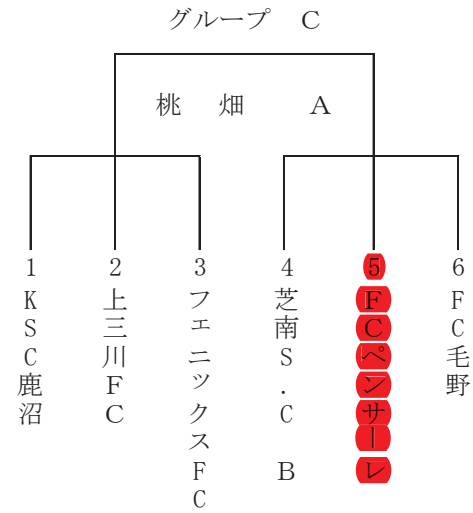 グループ C
桃畑 A
1 KSC鹿沼
2 上三川FC
3 フェニックスFC
4 芝南S.C B
5 FCペンサーレ
6 FC毛野